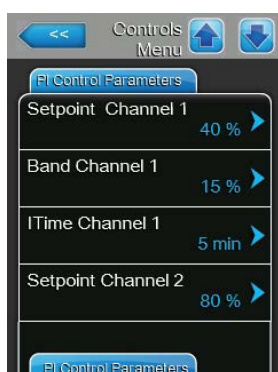 << Controls
Menu
PI Control Parameters
Setpoint Channel 1
40 %
Band Channel 1
15 %
ITime Channel 1
5 min
Setpoint Channel 2
80 %
PI Control Parameters